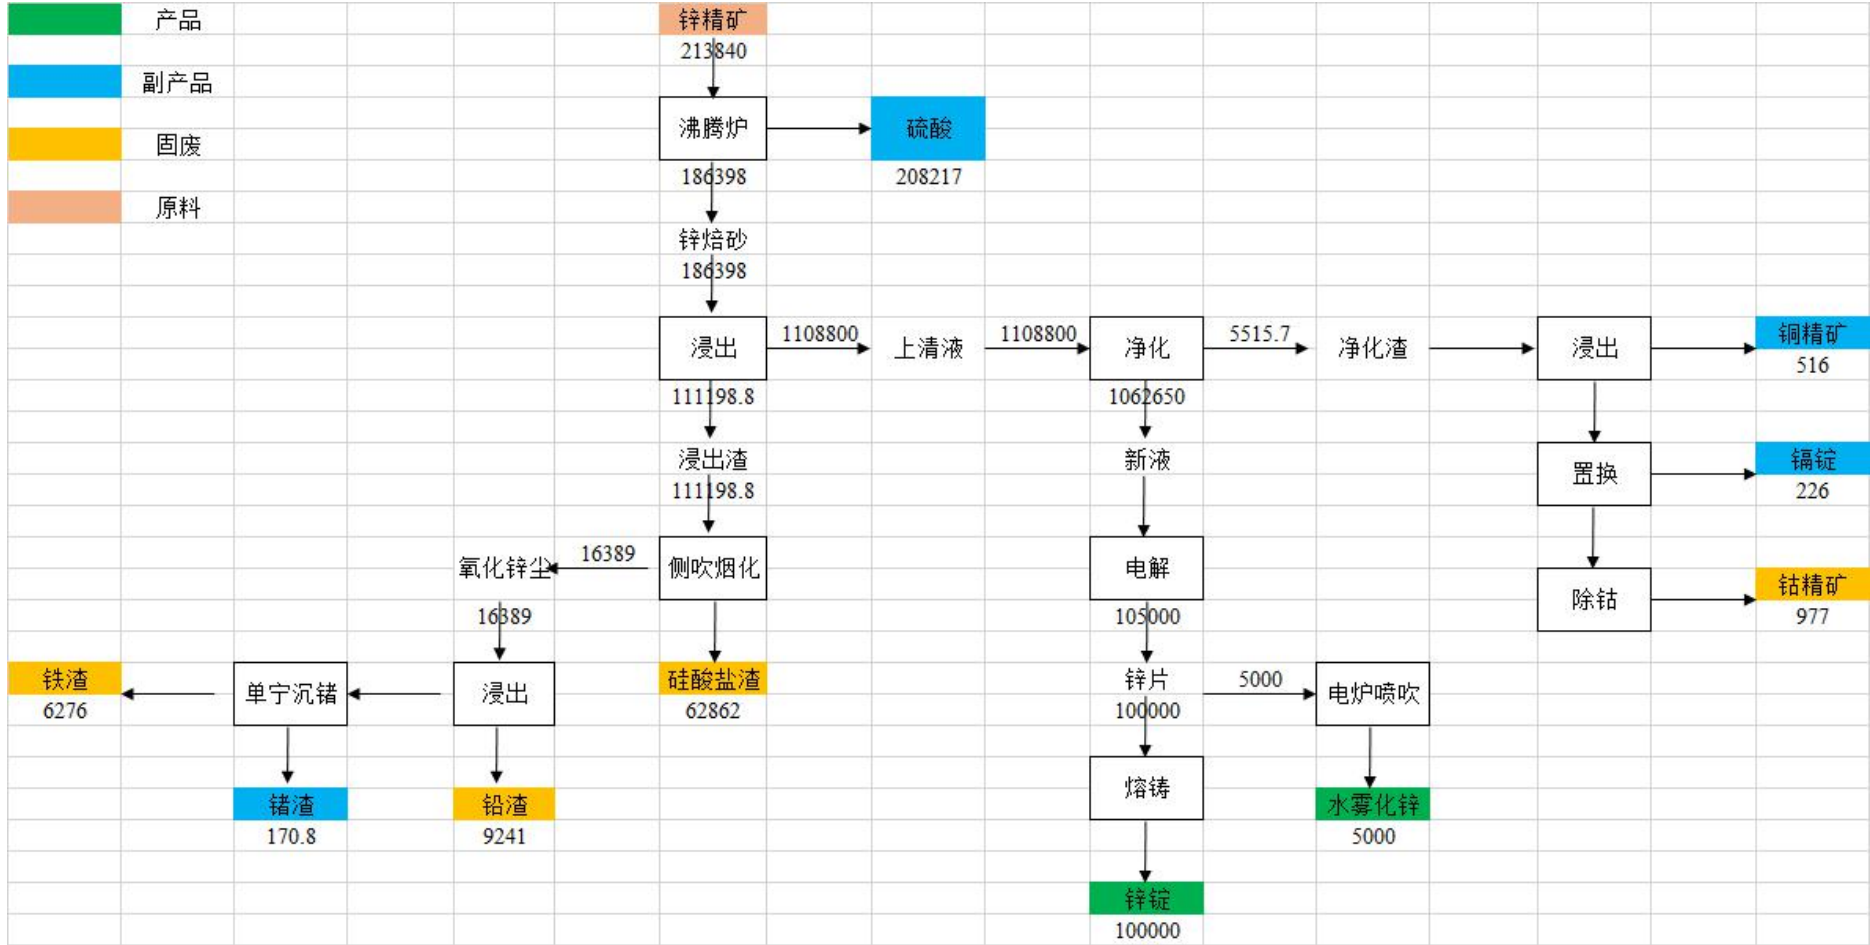 产品
锌精矿
213840
副产品
沸腾炉
硫酸
固废
186398
208217
原料
锌焙砂
186398
浸出
1108800
上清液
1108800
净化
5515.7
净化渣
浸出
铜精矿
111198.8
1062650
516
浸出渣
新液
置换
镉锭
111198.8
226
氧化锌尘
16389
侧吹烟化
电解
除钴
钴精矿
16389
105000
977
铁渣
单宁沉锗
浸出
硅酸盐渣
锌片
5000
电炉喷吹
6276
62862
100000
锗渣
铅渣
熔铸
水雾化锌
170.8
9241
5000
锌锭
100000